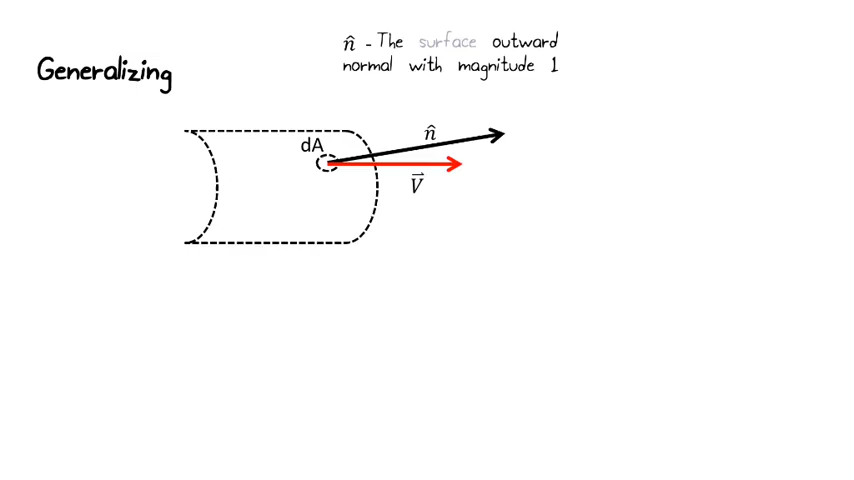 n̂ - The surface outward
normal with magnitude 1
Generalizing
n̂
dA
V⃗